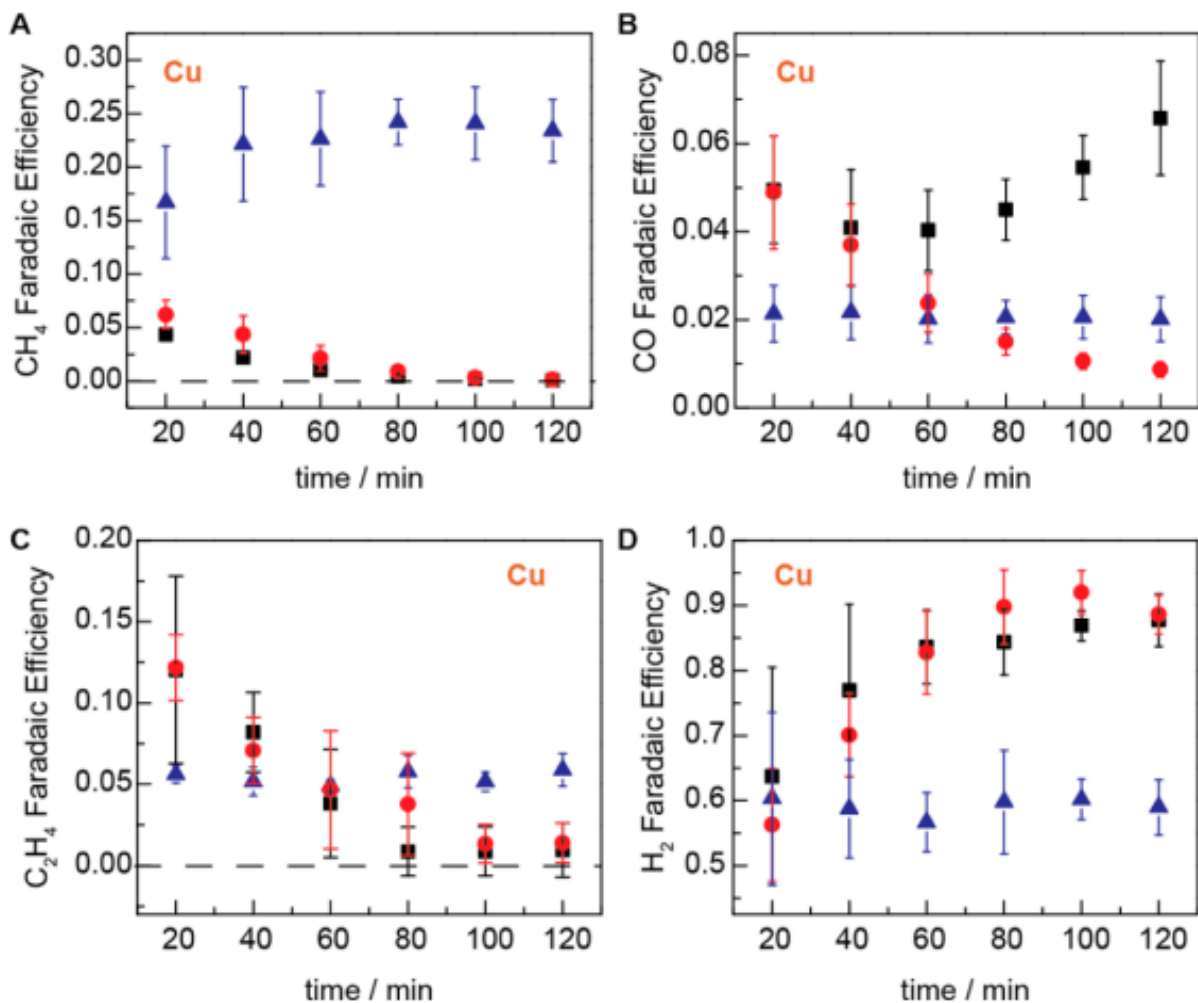 A
Cu
CH4 Faradaic Efficiency
0.30
0.25
0.20
0.15
0.10
0.05
0.00
20 40 60 80 100 120
time / min
B
Cu
CO Faradaic Efficiency
0.08
0.06
0.04
0.02
0.00
20 40 60 80 100 120
time / min
C
Cu
C2H4 Faradaic Efficiency
0.20
0.15
0.10
0.05
0.00
20 40 60 80 100 120
time / min
D
Cu
H2 Faradaic Efficiency
1.0
0.9
0.8
0.7
0.6
0.5
20 40 60 80 100 120
time / min